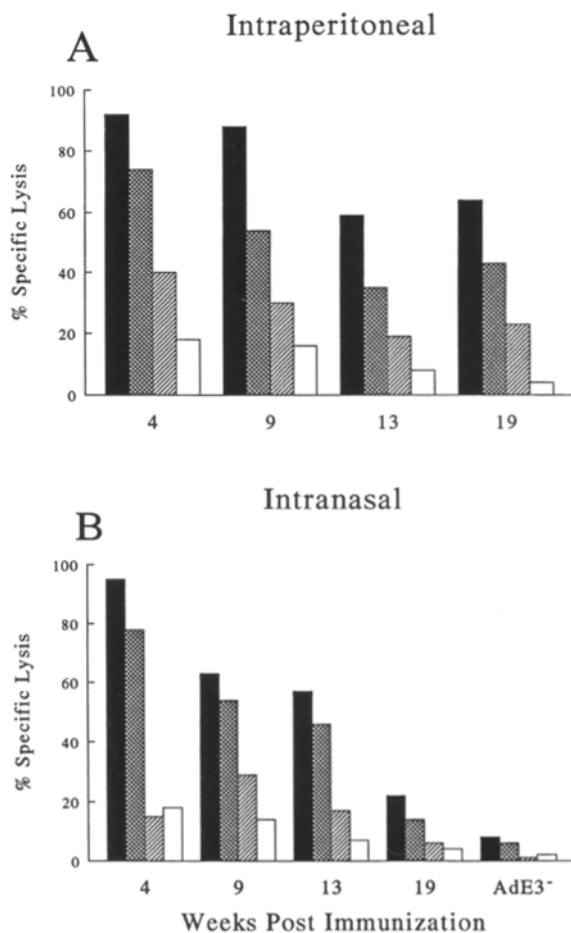 Intraperitoneal
A
% Specific Lysis
100
80
60
40
20
0
4 9 13 19
Intranasal
B
% Specific Lysis
100
80
60
40
20
0
4 9 13 19 AdE3⁻
Weeks Post Immunization